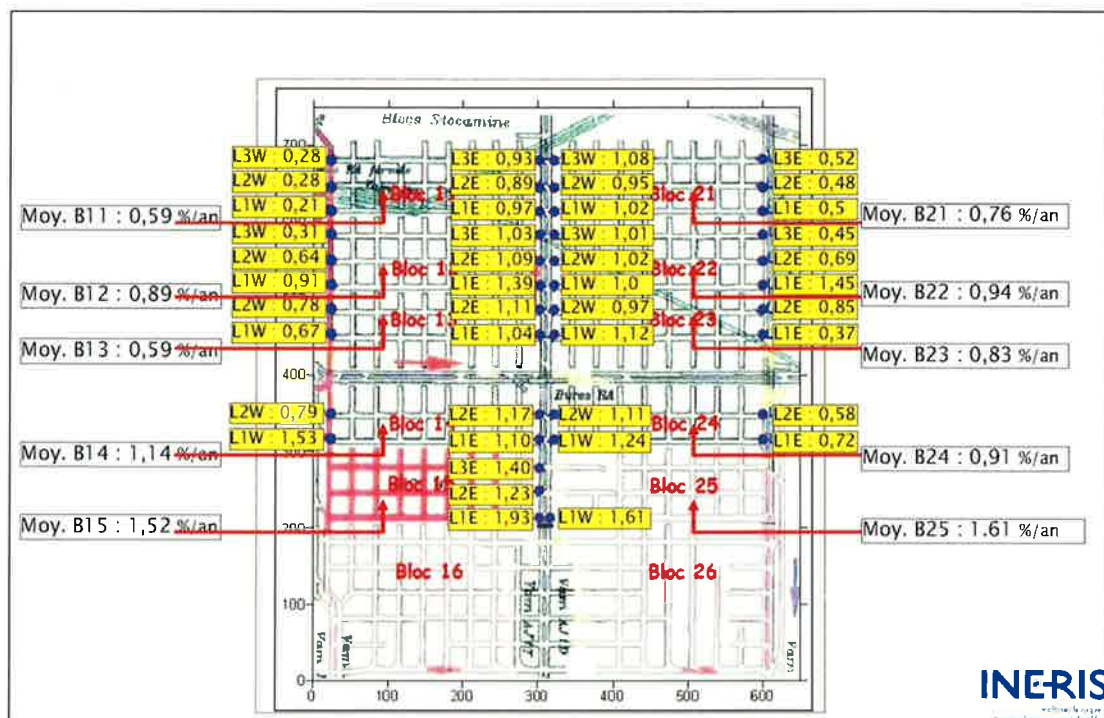 Blocs Stocamine
L3W : 0,28
L3E : 0,93
L3W : 1,08
L3E : 0,52
L2W : 0,28
L2E : 0,89
L2W : 0,95
L2E : 0,48
Bloc
21
L1W : 0,21
L1E : 0,97
L1W : 1,02
L1E : 0,5
Moy. B11 : 0,59 %/an
Moy. B21 : 0,76 %/an
L3W : 0,31
L3E : 1,03
L3W : 1,01
L3E : 0,45
L2W : 0,64
L2E : 1,09
L2W : 1,02
L2E : 0,69
Bloc
22
L1W : 0,91
L1E : 1,39
L1W : 1,0
L1E : 1,45
Moy. B12 : 0,89 %/an
Moy. B22 : 0,94 %/an
L2W : 0,78
L2E : 1,11
L2W : 0,97
L2E : 0,85
Bloc
23
L1W : 0,67
L1E : 1,04
L1W : 1,12
L1E : 0,37
Moy. B13 : 0,59 %/an
Moy. B23 : 0,83 %/an
400
Bures RA
L2W : 0,79
L2E : 1,17
L2W : 1,11
L2E : 0,58
Bloc
24
L1W : 1,53
L1E : 1,10
L1W : 1,24
L1E : 0,72
Moy. B14 : 1,14 %/an
Moy. B24 : 0,91 %/an
L3E : 1,40
Bloc
Bloc 25
L2E : 1,23
L1E : 1,93
L1W : 1,61
Moy. B15 : 1,52 %/an
Moy. B25 : 1.61 %/an
200
Bloc 16
Bloc 26
100
0
0 100 200 300 400 500 600
INERIS